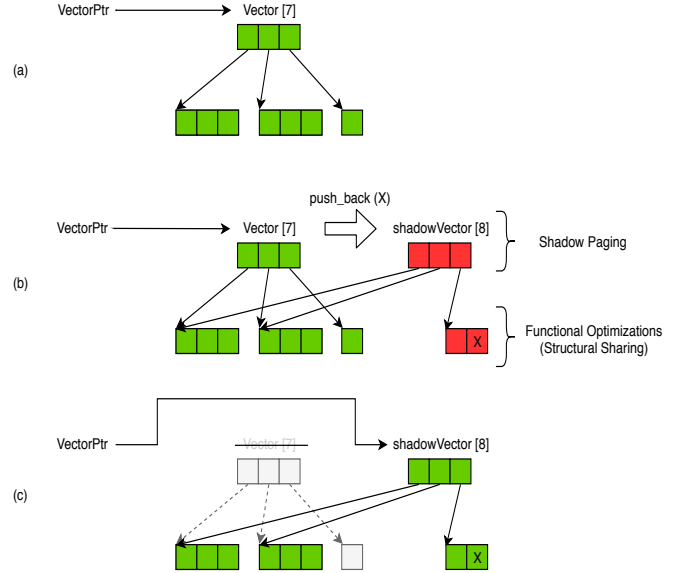 VectorPtr
Vector [7]
(a)
push_back (X)
VectorPtr
Vector [7]
shadowVector [8]
Shadow Paging
(b)
X
Functional Optimizations
(Structural Sharing)
VectorPtr
Vector [7]
shadowVector [8]
(c)
X